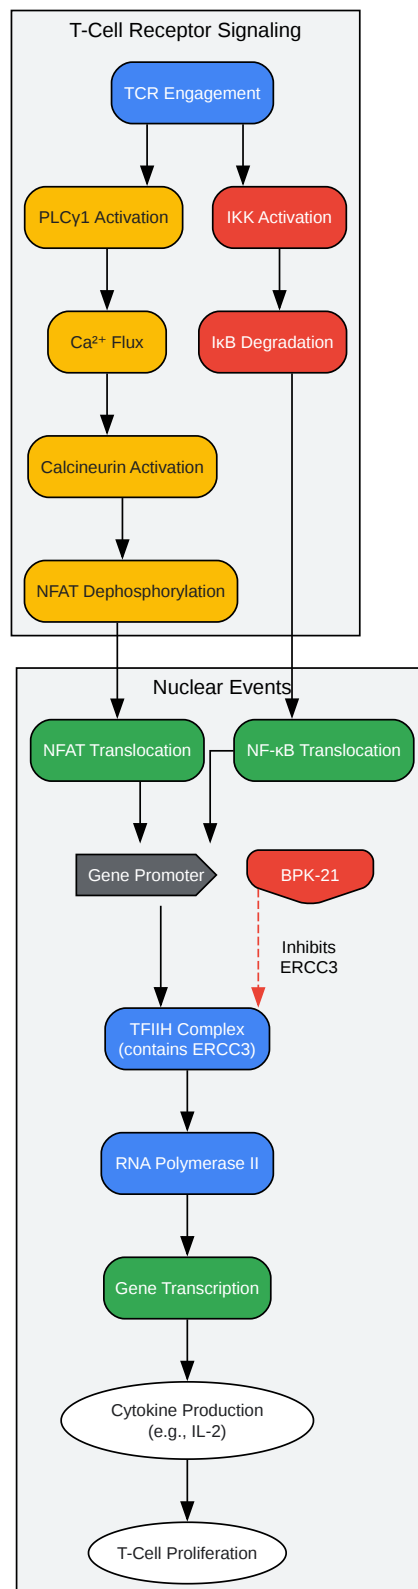 T-Cell Receptor Signaling
TCR Engagement
PLCγ1 Activation
IKK Activation
Ca²⁺ Flux
IκB Degradation
Calcineurin Activation
NFAT Dephosphorylation
Nuclear Events
NFAT Translocation
NF-κB Translocation
Gene Promoter
BPK-21
Inhibits
ERCC3
TFIIH Complex
(contains ERCC3)
RNA Polymerase II
Gene Transcription
Cytokine Production
(e.g., IL-2)
T-Cell Proliferation